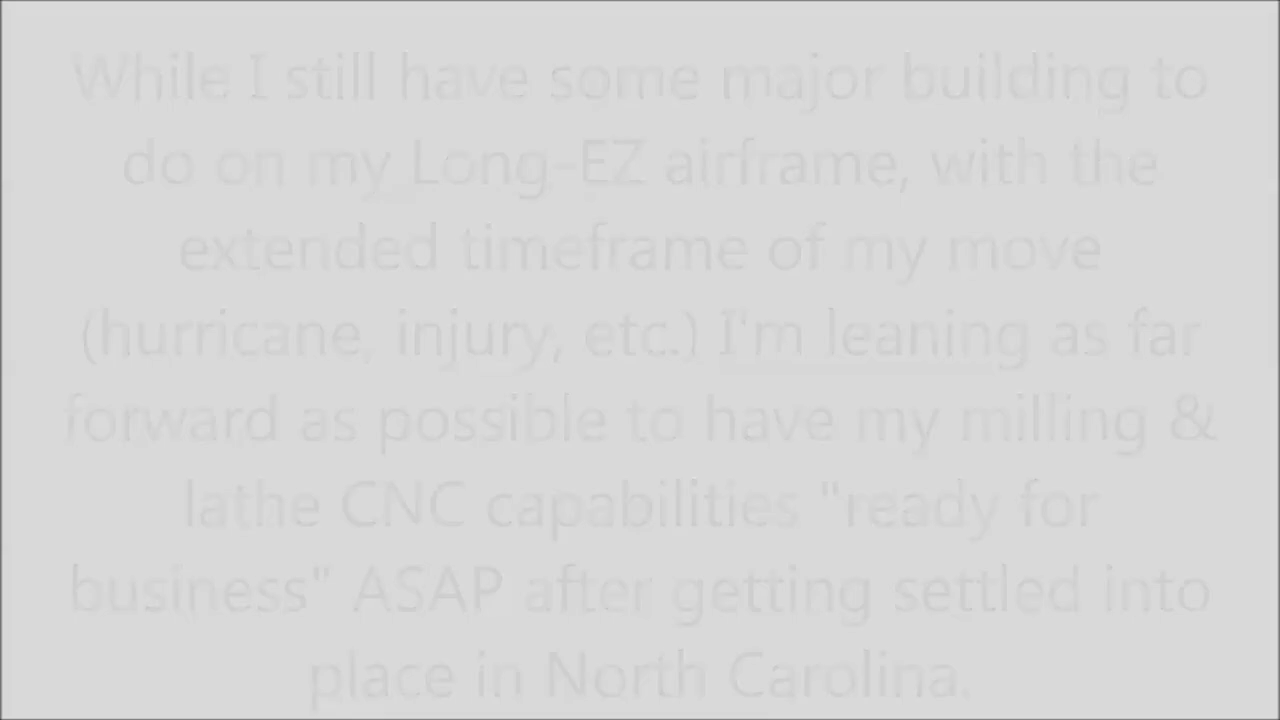 While I still have some major building to
do on my Long-EZ airframe, with the
extended timeframe of my move
(hurricane, injury, etc.) I'm leaning as far
forward as possible to have my milling &
lathe CNC capabilities "ready for
business" ASAP after getting settled into
place in North Carolina.